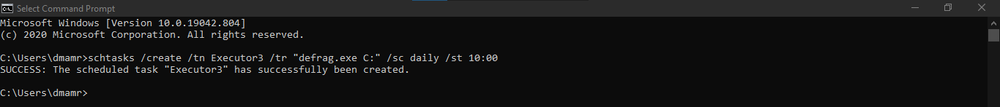 Select Command Prompt
Microsoft Windows [Version 10.0.19042.804]
(c) 2020 Microsoft Corporation. All rights reserved.
C:\Users\dmamr>schtasks /create /tn Executor3 /tr "defrag.exe C:" /sc daily /st 10:00
SUCCESS: The scheduled task "Executor3" has successfully been created.
C:\Users\dmamr>